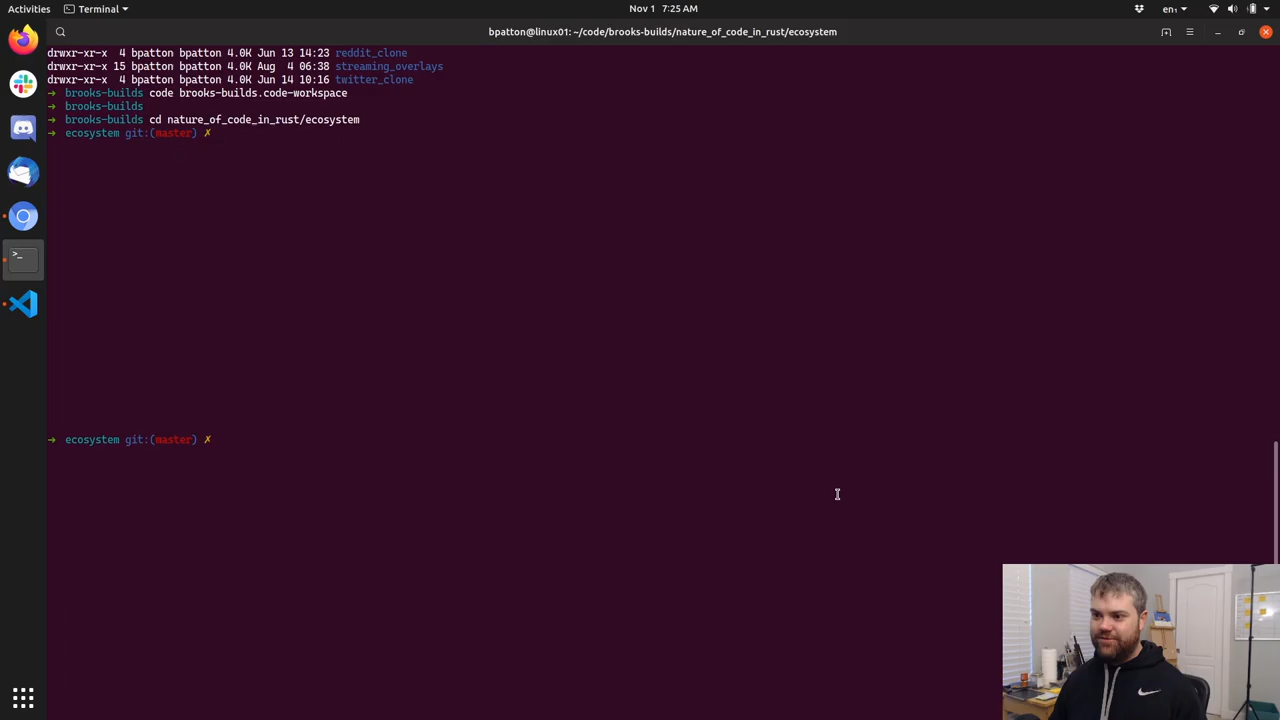 Activities
Terminal
Nov 1 7:25 AM
en₁
bpatton@linux01: ~/code/brooks-builds/nature_of_code_in_rust/ecosystem
drwxr-xr-x  4 bpatton bpatton 4.0K Jun 13 14:23 reddit_clone
drwxr-xr-x 15 bpatton bpatton 4.0K Aug  4 06:38 streaming_overlays
drwxr-xr-x  4 bpatton bpatton 4.0K Jun 14 10:16 twitter_clone
→ brooks-builds code brooks-builds.code-workspace
→ brooks-builds
→ brooks-builds cd nature_of_code_in_rust/ecosystem
→ ecosystem git:(master) ✗
→ ecosystem git:(master) ✗